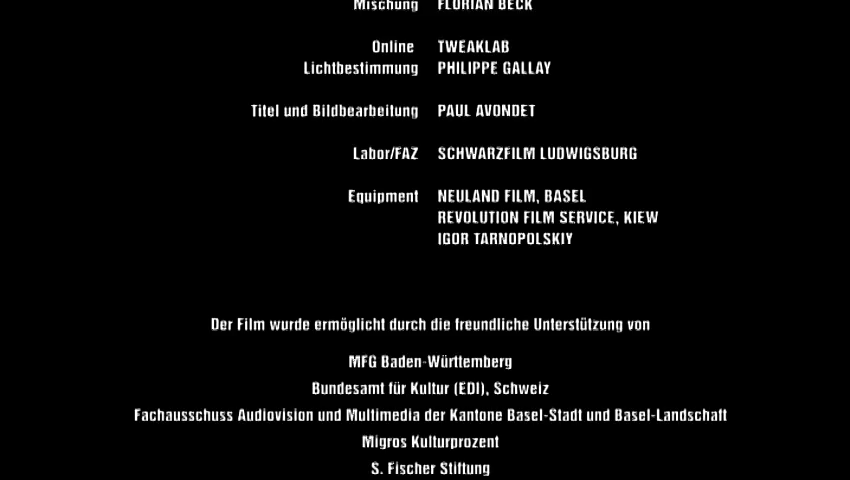 Mischung FLORIAN BECK
Online TWEAKLAB
Lichtbestimmung PHILIPPE GALLAY
Titel und Bildbearbeitung PAUL AVONDET
Labor/FAZ SCHWARZFILM LUDWIGSBURG
Equipment NEULAND FILM, BASEL
REVOLUTION FILM SERVICE, KIEW
IGOR TARNOPOLSKIY
Der Film wurde ermöglicht durch die freundliche Unterstützung von
MFG Baden-Württemberg
Bundesamt für Kultur (EDI), Schweiz
Fachausschuss Audiovision und Multimedia der Kantone Basel-Stadt und Basel-Landschaft
Migros Kulturprozent
S. Fischer Stiftung